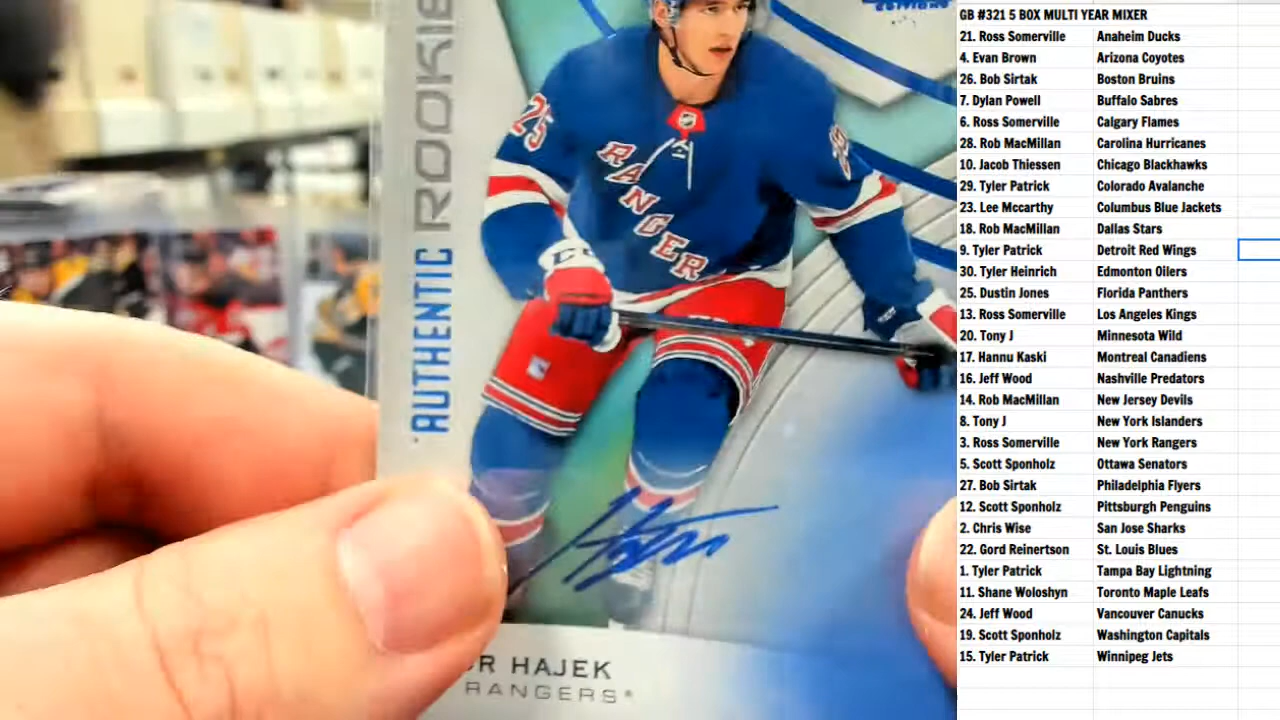 EDITIONS
AUTHENTIC ROOKIE
25
RANGERS
OR HAJEK
RANGERS
GB #321 5 BOX MULTI YEAR MIXER
21. Ross Somerville Anaheim Ducks
4. Evan Brown Arizona Coyotes
26. Bob Sirtak Boston Bruins
7. Dylan Powell Buffalo Sabres
6. Ross Somerville Calgary Flames
28. Rob MacMillan Carolina Hurricanes
10. Jacob Thiessen Chicago Blackhawks
29. Tyler Patrick Colorado Avalanche
23. Lee Mccarthy Columbus Blue Jackets
18. Rob MacMillan Dallas Stars
9. Tyler Patrick Detroit Red Wings
30. Tyler Heinrich Edmonton Oilers
25. Dustin Jones Florida Panthers
13. Ross Somerville Los Angeles Kings
20. Tony J Minnesota Wild
17. Hannu Kaski Montreal Canadiens
16. Jeff Wood Nashville Predators
14. Rob MacMillan New Jersey Devils
8. Tony J New York Islanders
3. Ross Somerville New York Rangers
5. Scott Sponholz Ottawa Senators
27. Bob Sirtak Philadelphia Flyers
12. Scott Sponholz Pittsburgh Penguins
2. Chris Wise San Jose Sharks
22. Gord Reinertson St. Louis Blues
1. Tyler Patrick Tampa Bay Lightning
11. Shane Woloshyn Toronto Maple Leafs
24. Jeff Wood Vancouver Canucks
19. Scott Sponholz Washington Capitals
15. Tyler Patrick Winnipeg Jets